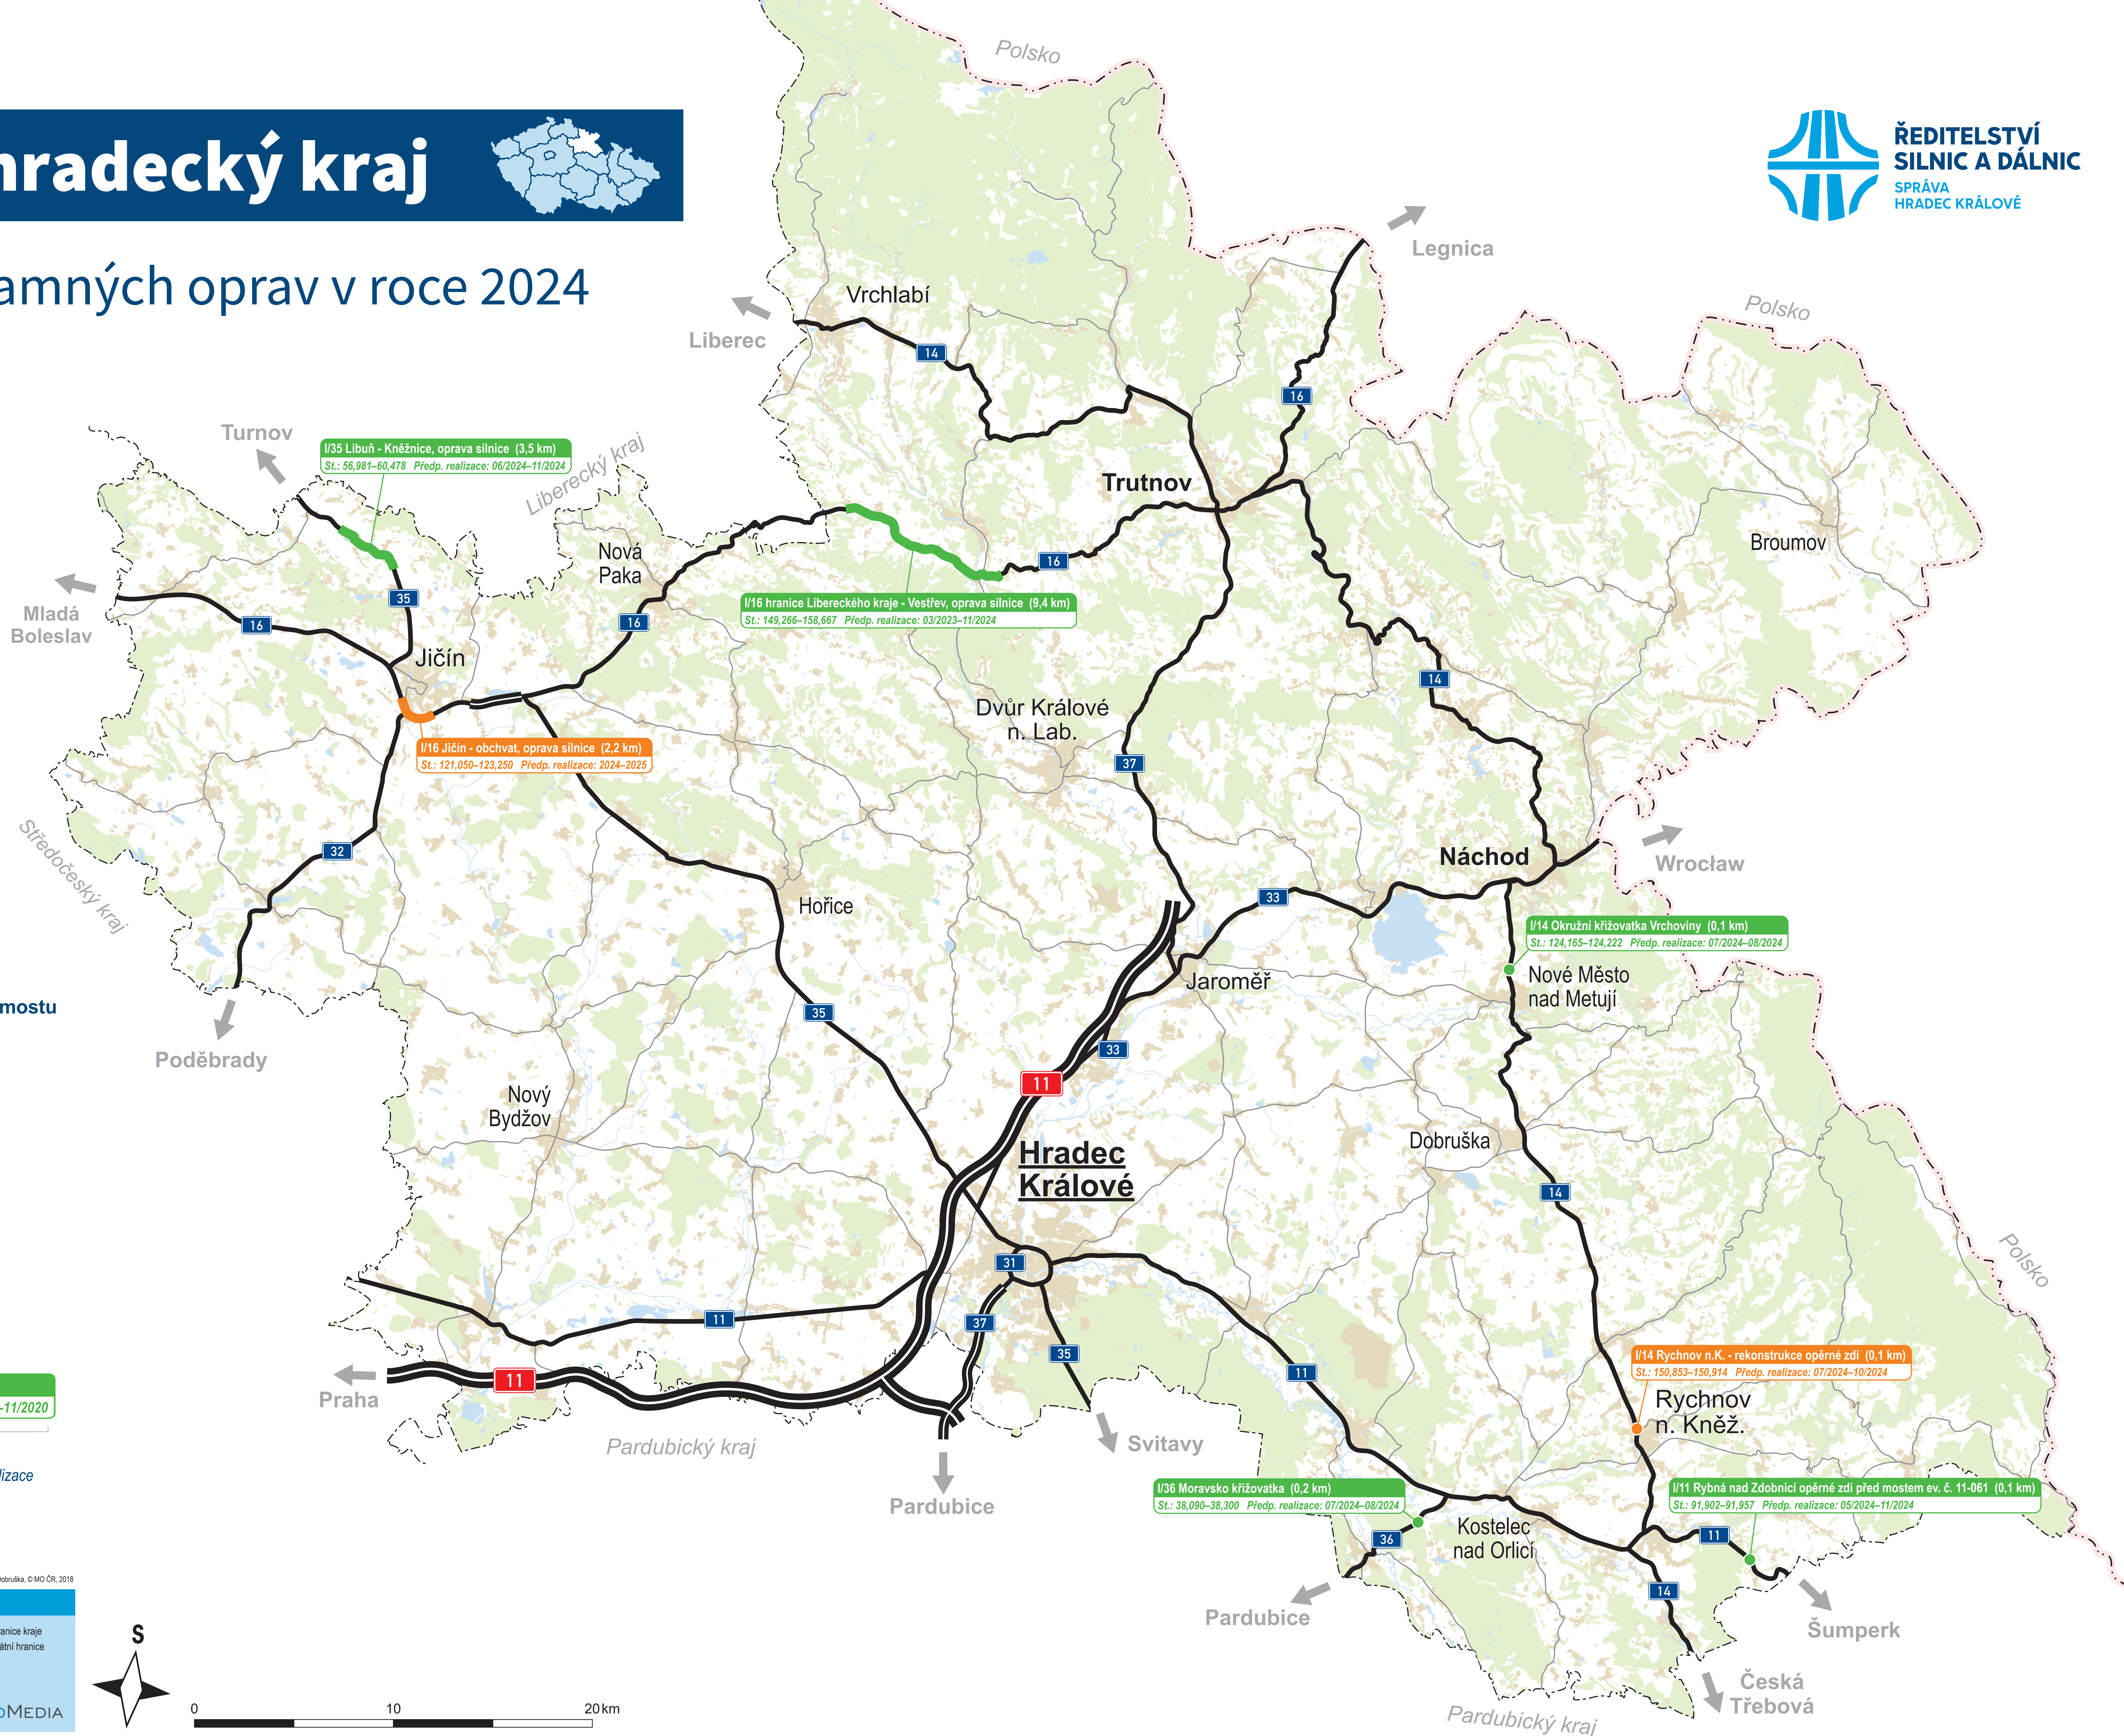 hradecký kraj
amných oprav v roce 2024
ŘEDITELSTVÍ
SILNIC A DÁLNIC
SPRÁVA
HRADEC KRÁLOVÉ
Polsko
Legnica
Vrchlabí
Liberec
14
16
Polsko
Turnov
I/35 Libuň - Kněžnice, oprava silnice (3,5 km)
St.: 56,981–60,478 Předp. realizace: 06/2024–11/2024
Liberecký kraj
Trutnov
Broumov
Nová
Paka
16
35
Mladá
Boleslav
16
16
I/16 hranice Libereckého kraje - Vestřev, oprava silnice (9,4 km)
St.: 149,266–158,667 Předp. realizace: 03/2023–11/2024
Jičín
14
Dvůr Králové
n. Lab.
I/16 Jičín - obchvat, oprava silnice (2,2 km)
St.: 121,050–123,250 Předp. realizace: 2024–2025
37
Středočeský kraj
32
Náchod
Wrocław
Hořice
33
I/14 Okružní křižovatka Vrchoviny (0,1 km)
St.: 124,165–124,222 Předp. realizace: 07/2024–08/2024
Nové Město
nad Metují
Jaroměř
mostu
35
33
Poděbrady
11
Nový
Bydžov
Dobruška
Hradec
Králové
14
Polsko
31
11
37
35
I/14 Rychnov n.K. - rekonstrukce opěrné zdi (0,1 km)
St.: 150,853–150,914 Předp. realizace: 07/2024–10/2024
11
11
Praha
Rychnov
n. Kněž.
-11/2020
Pardubický kraj
Svitavy
lizace
Pardubice
I/36 Moravsko křižovatka (0,2 km)
St.: 38,090–38,300 Předp. realizace: 07/2024–08/2024
I/11 Rybná nad Zdobnicí opěrné zdi před mostem ev. č. 11-061 (0,1 km)
St.: 91,902–91,957 Předp. realizace: 05/2024–11/2024
Kostelec
nad Orlicí
36
11
Dobruška, © MO ČR, 2018
14
Pardubice
Šumperk
ranice kraje
átní hranice
S
Česká
Třebová
0 10 20 km
MEDIA
Pardubický kraj